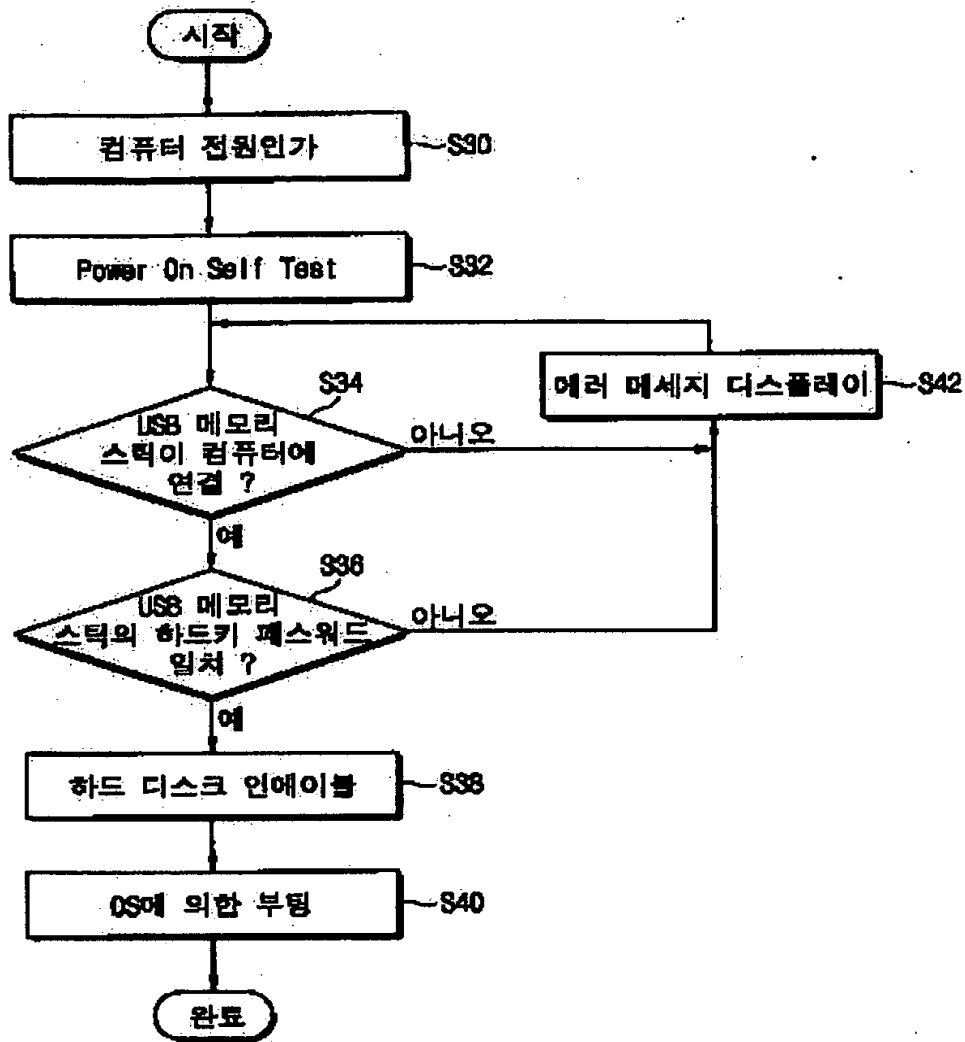 시작
컴퓨터 전원인가
S30
Power On Self Test
S32
에러 메세지 디스플레이
S42
S34
USB 메모리
스틱이 컴퓨터에
연결 ?
아니오
예
S36
USB 메모리
스틱의 하드키 패스워드
일치 ?
아니오
예
하드 디스크 인에이블
S38
OS에 의한 부팅
S40
완료